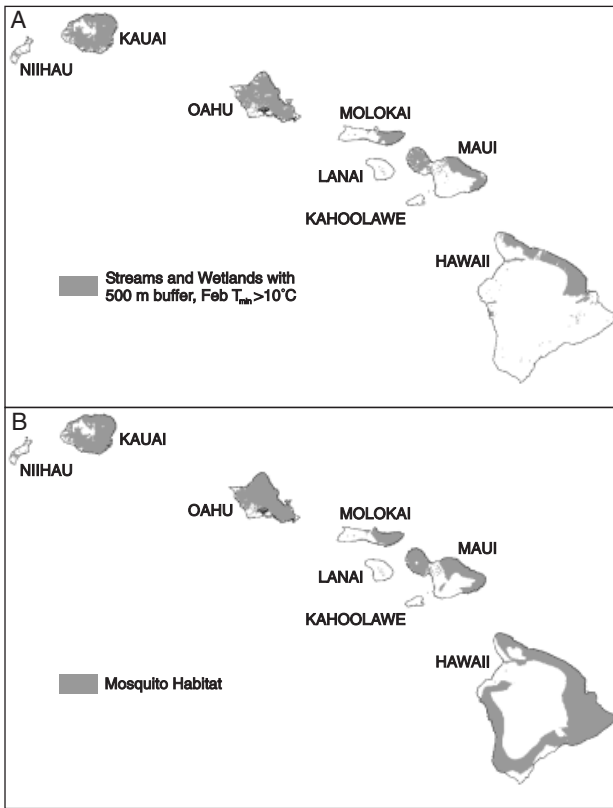 A
KAUAI
NIIHAU
OAHU
MOLOKAI
MAUI
LANAI
KAHOOLAWE
HAWAII
Streams and Wetlands with
500 m buffer, Feb Tmin >10°C
B
KAUAI
NIIHAU
OAHU
MOLOKAI
MAUI
LANAI
KAHOOLAWE
HAWAII
Mosquito Habitat